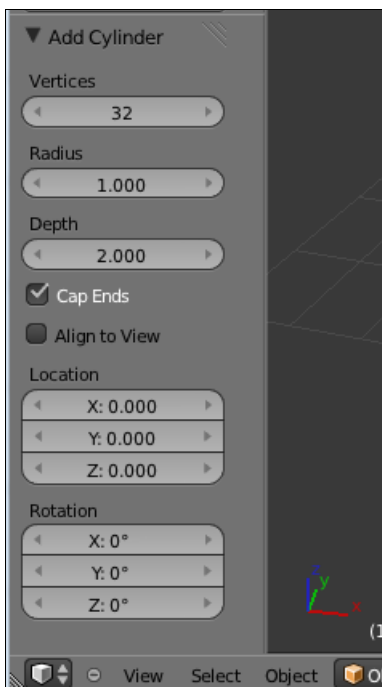 Add Cylinder
Vertices
32
Radius
1.000
Depth
2.000
Cap Ends
Align to View
Location
X: 0.000
Y: 0.000
Z: 0.000
Rotation
X: 0°
Y: 0°
Z: 0°
z
y
x
(1
View Select Object O